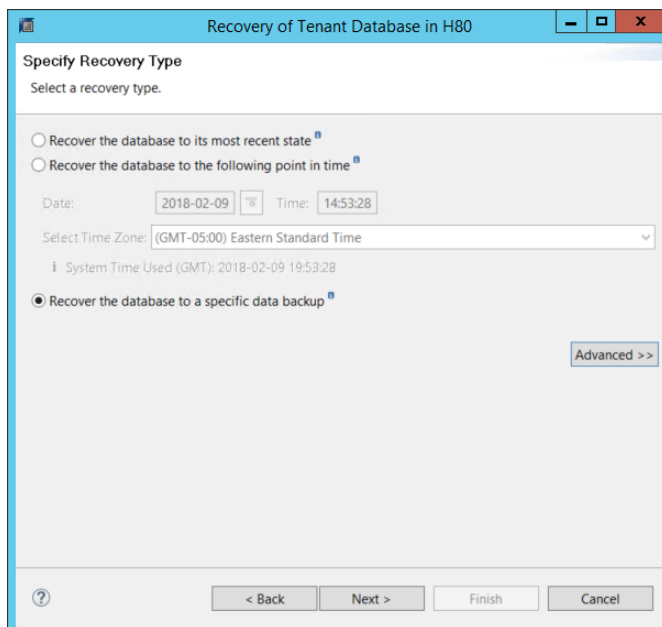 Recovery of Tenant Database in H80
Specify Recovery Type
Select a recovery type.
Recover the database to its most recent state
Recover the database to the following point in time
Date: 2018-02-09 Time: 14:53:28
Select Time Zone: (GMT-05:00) Eastern Standard Time
i System Time Used (GMT): 2018-02-09 19:53:28
Recover the database to a specific data backup
Advanced >>
? < Back Next > Finish Cancel